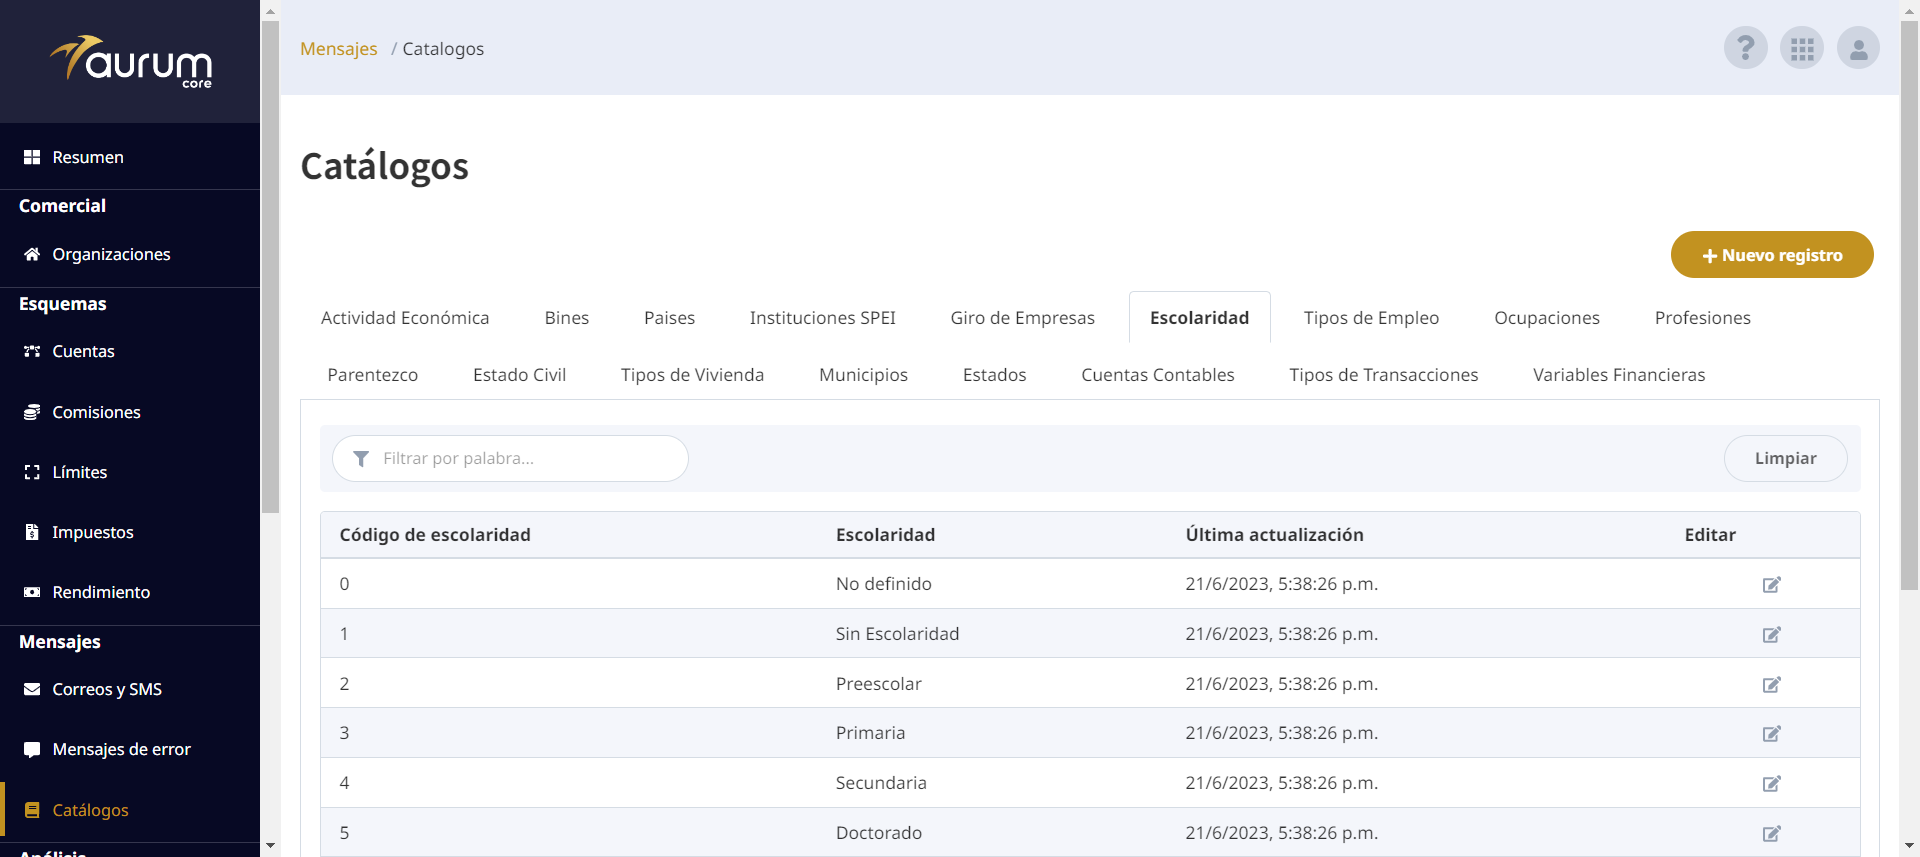 aurum
core
Resumen
Comercial
Organizaciones
Esquemas
Cuentas
Comisiones
Límites
Impuestos
Rendimiento
Mensajes
Correos y SMS
Mensajes de error
Catálogos
Análisis
Mensajes / Catalogos
?
Catálogos
+ Nuevo registro
Actividad Económica Bines Paises Instituciones SPEI Giro de Empresas Escolaridad Tipos de Empleo Ocupaciones Profesiones
Parentezco Estado Civil Tipos de Vivienda Municipios Estados Cuentas Contables Tipos de Transacciones Variables Financieras
Filtrar por palabra... Limpiar
Código de escolaridad Escolaridad Última actualización Editar
0 No definido 21/6/2023, 5:38:26 p.m.
1 Sin Escolaridad 21/6/2023, 5:38:26 p.m.
2 Preescolar 21/6/2023, 5:38:26 p.m.
3 Primaria 21/6/2023, 5:38:26 p.m.
4 Secundaria 21/6/2023, 5:38:26 p.m.
5 Doctorado 21/6/2023, 5:38:26 p.m.